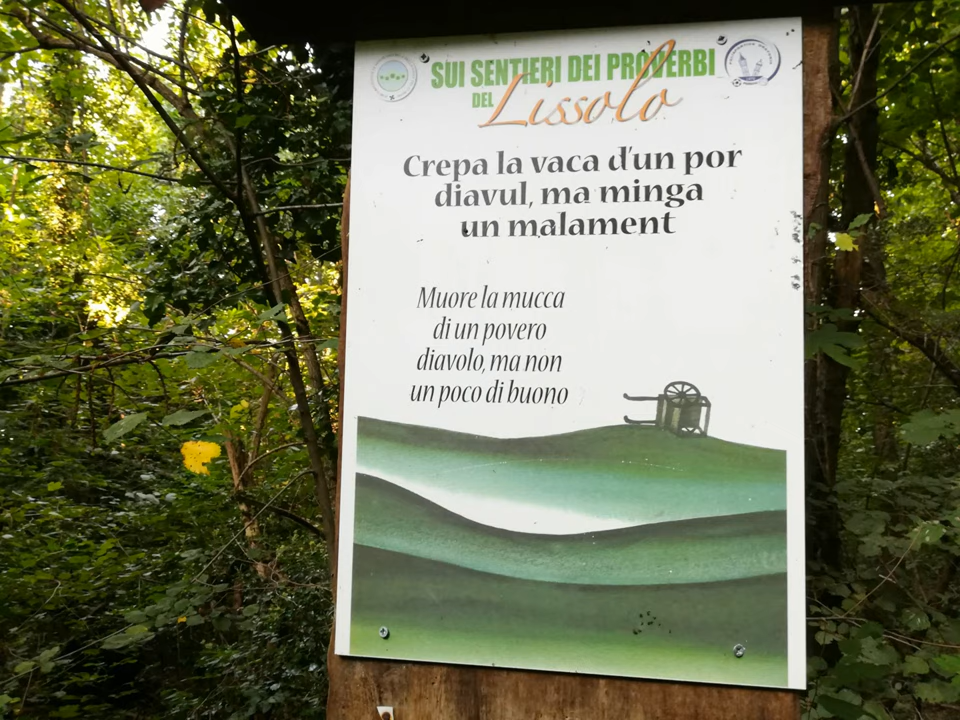 SUI SENTIERI DEI PROVERBI
DEL Lissolo
Crepa la vaca d'un por
diavul, ma minga
un malament
Muore la mucca
di un povero
diavolo, ma non
un poco di buono